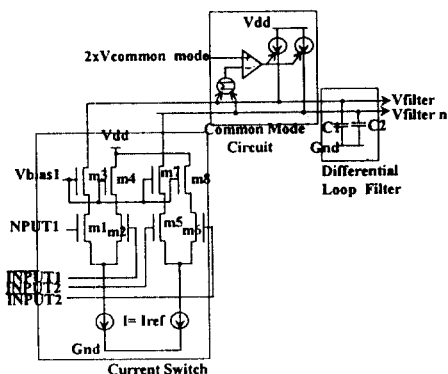 Vdd
2xVcommon mode
+
-
Vfilter
Vfilter n
Common Mode
Circuit
C1
C2
Gnd
Differential
Loop Filter
Vdd
Vbias1
m3
m4
m7
m8
NPUT1
m1
m2
m5
m6
INPUT1
INPUT2
INPUT2
I= Iref
Gnd
Current Switch